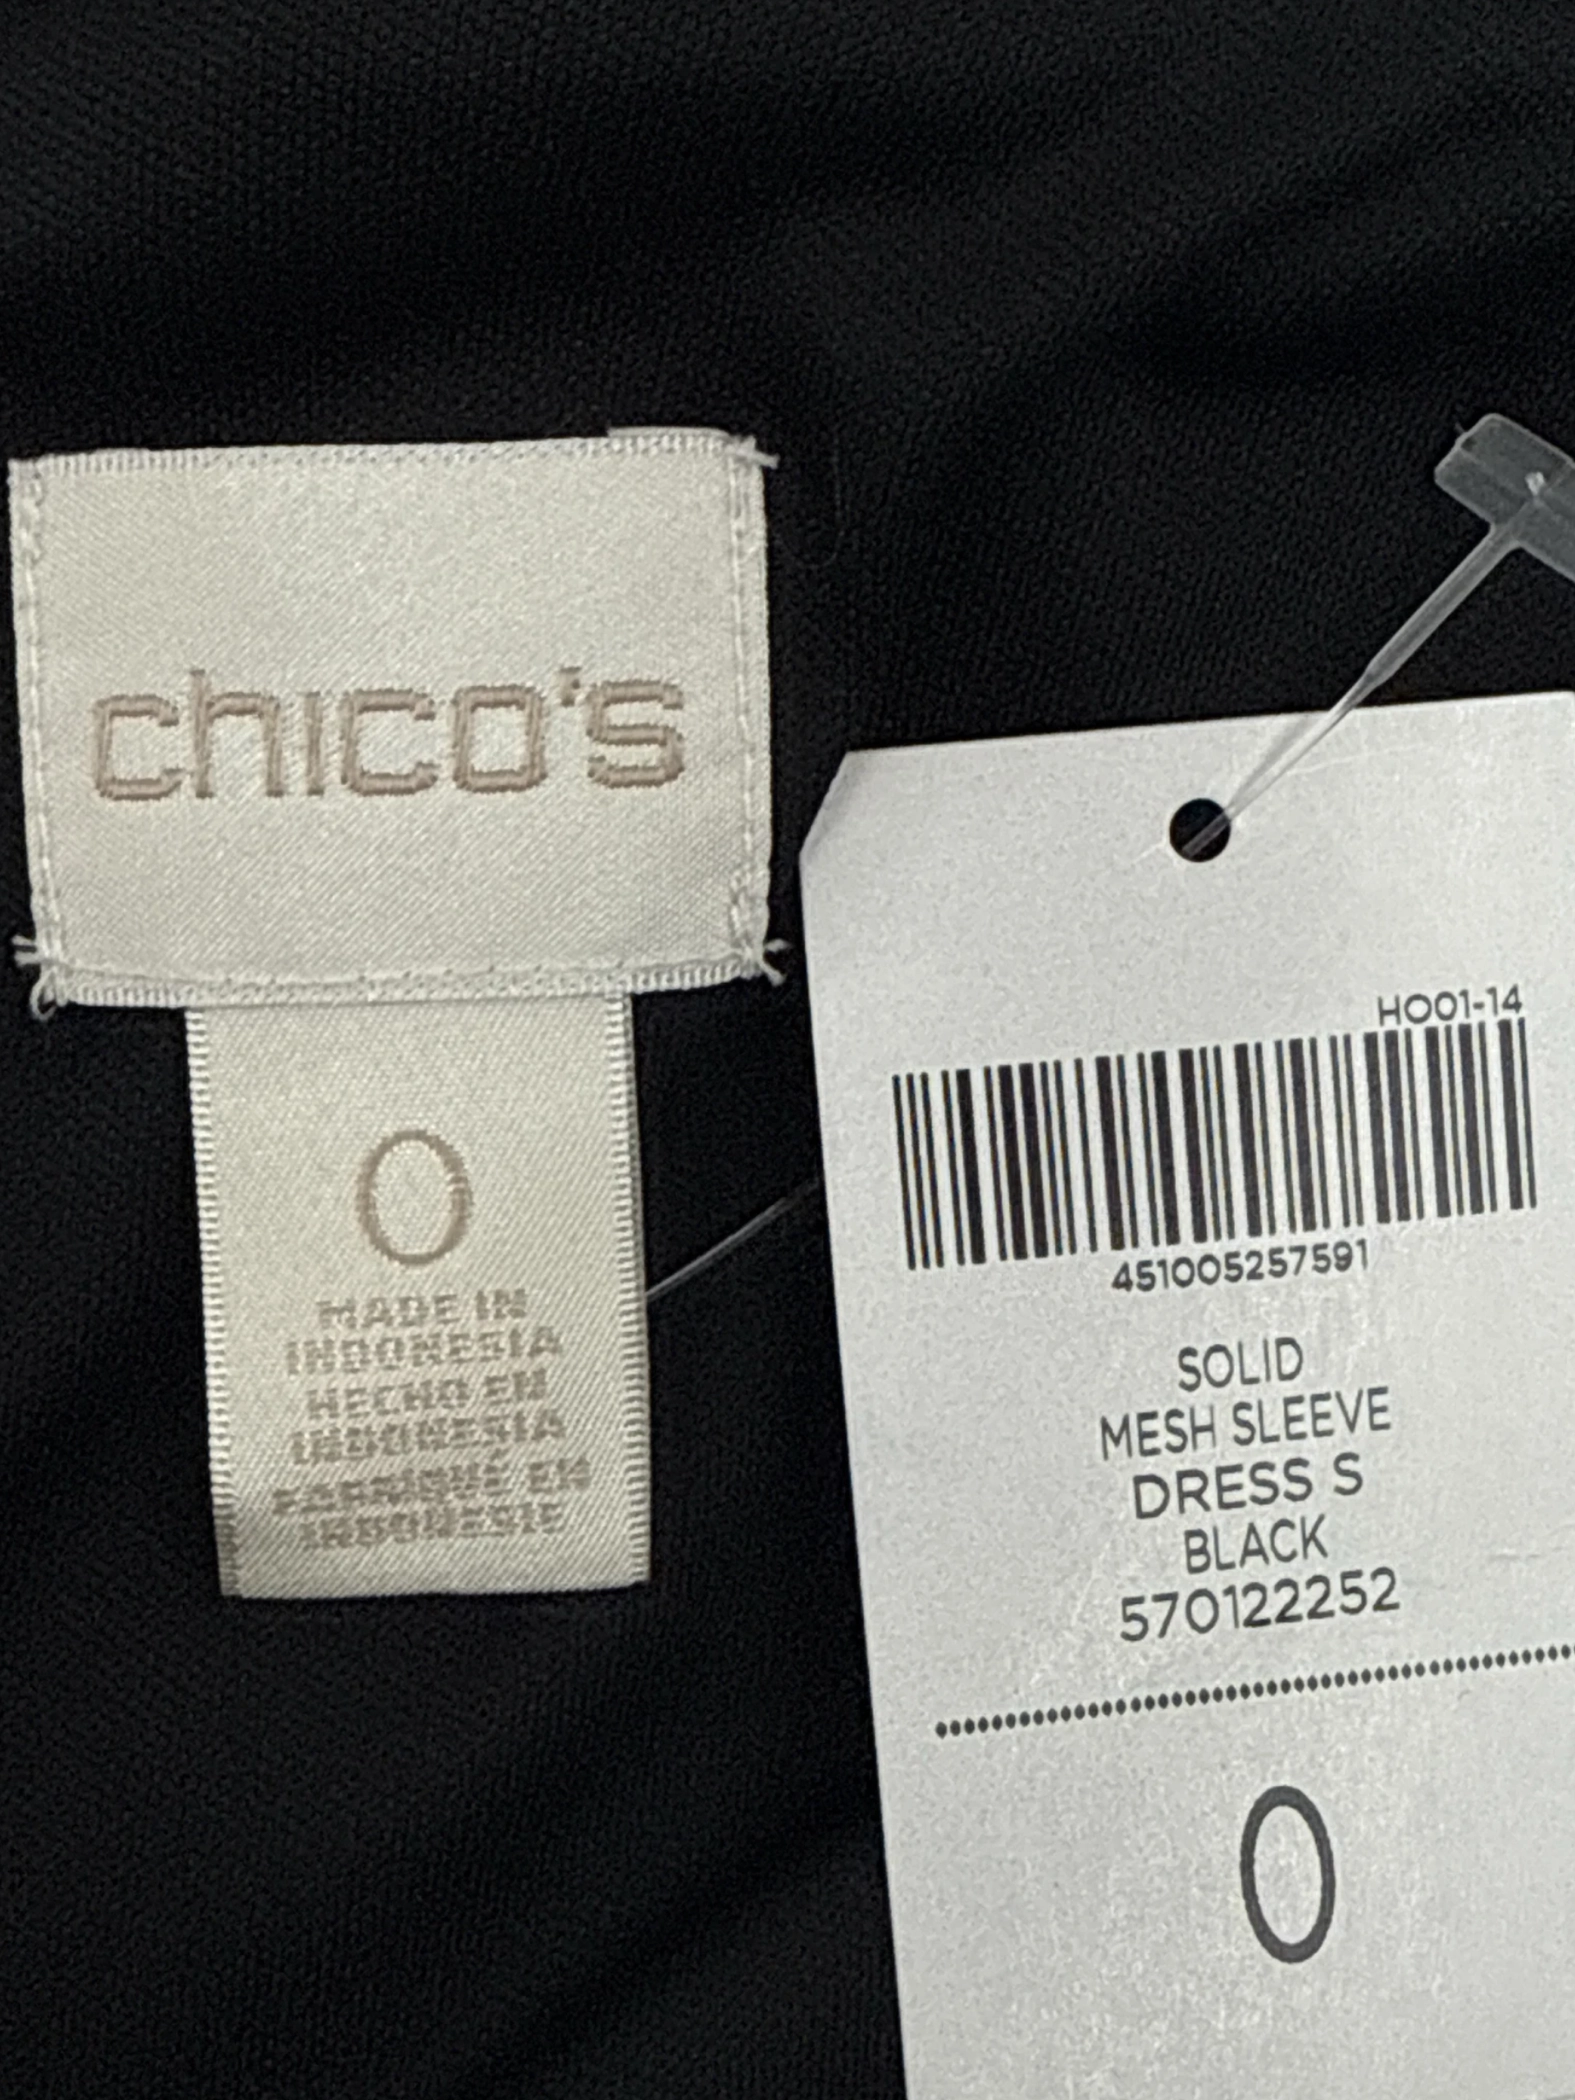 chico's
0
MADE IN
INDONESIA
HECHO EN
INDONESIA
FABRIQUÉ EN
INDONESIE
HO01-14
451005257591
SOLID
MESH SLEEVE
DRESS S
BLACK
570122252
0